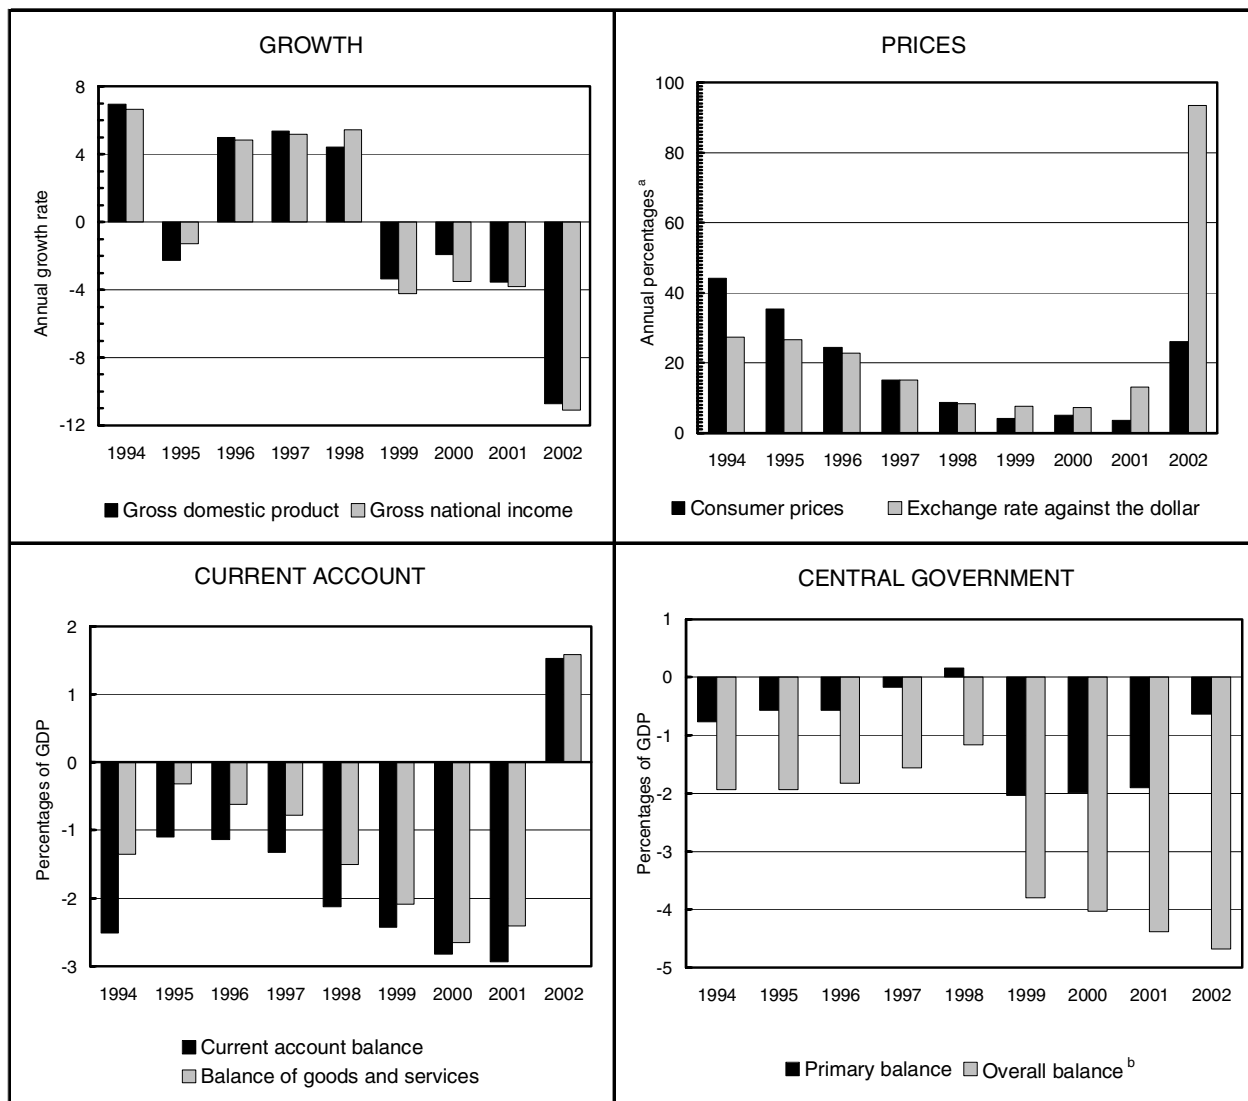 GROWTH
8
4
0
-4
-8
-12
Annual growth rate
1994 1995 1996 1997 1998 1999 2000 2001 2002
Gross domestic product Gross national income
PRICES
100
80
60
40
20
0
Annual percentages a
1994 1995 1996 1997 1998 1999 2000 2001 2002
Consumer prices Exchange rate against the dollar
CURRENT ACCOUNT
2
1
0
-1
-2
-3
Percentages of GDP
1994 1995 1996 1997 1998 1999 2000 2001 2002
Current account balance
Balance of goods and services
CENTRAL GOVERNMENT
1
0
-1
-2
-3
-4
-5
Percentages of GDP
1994 1995 1996 1997 1998 1999 2000 2001 2002
Primary balance Overall balance b